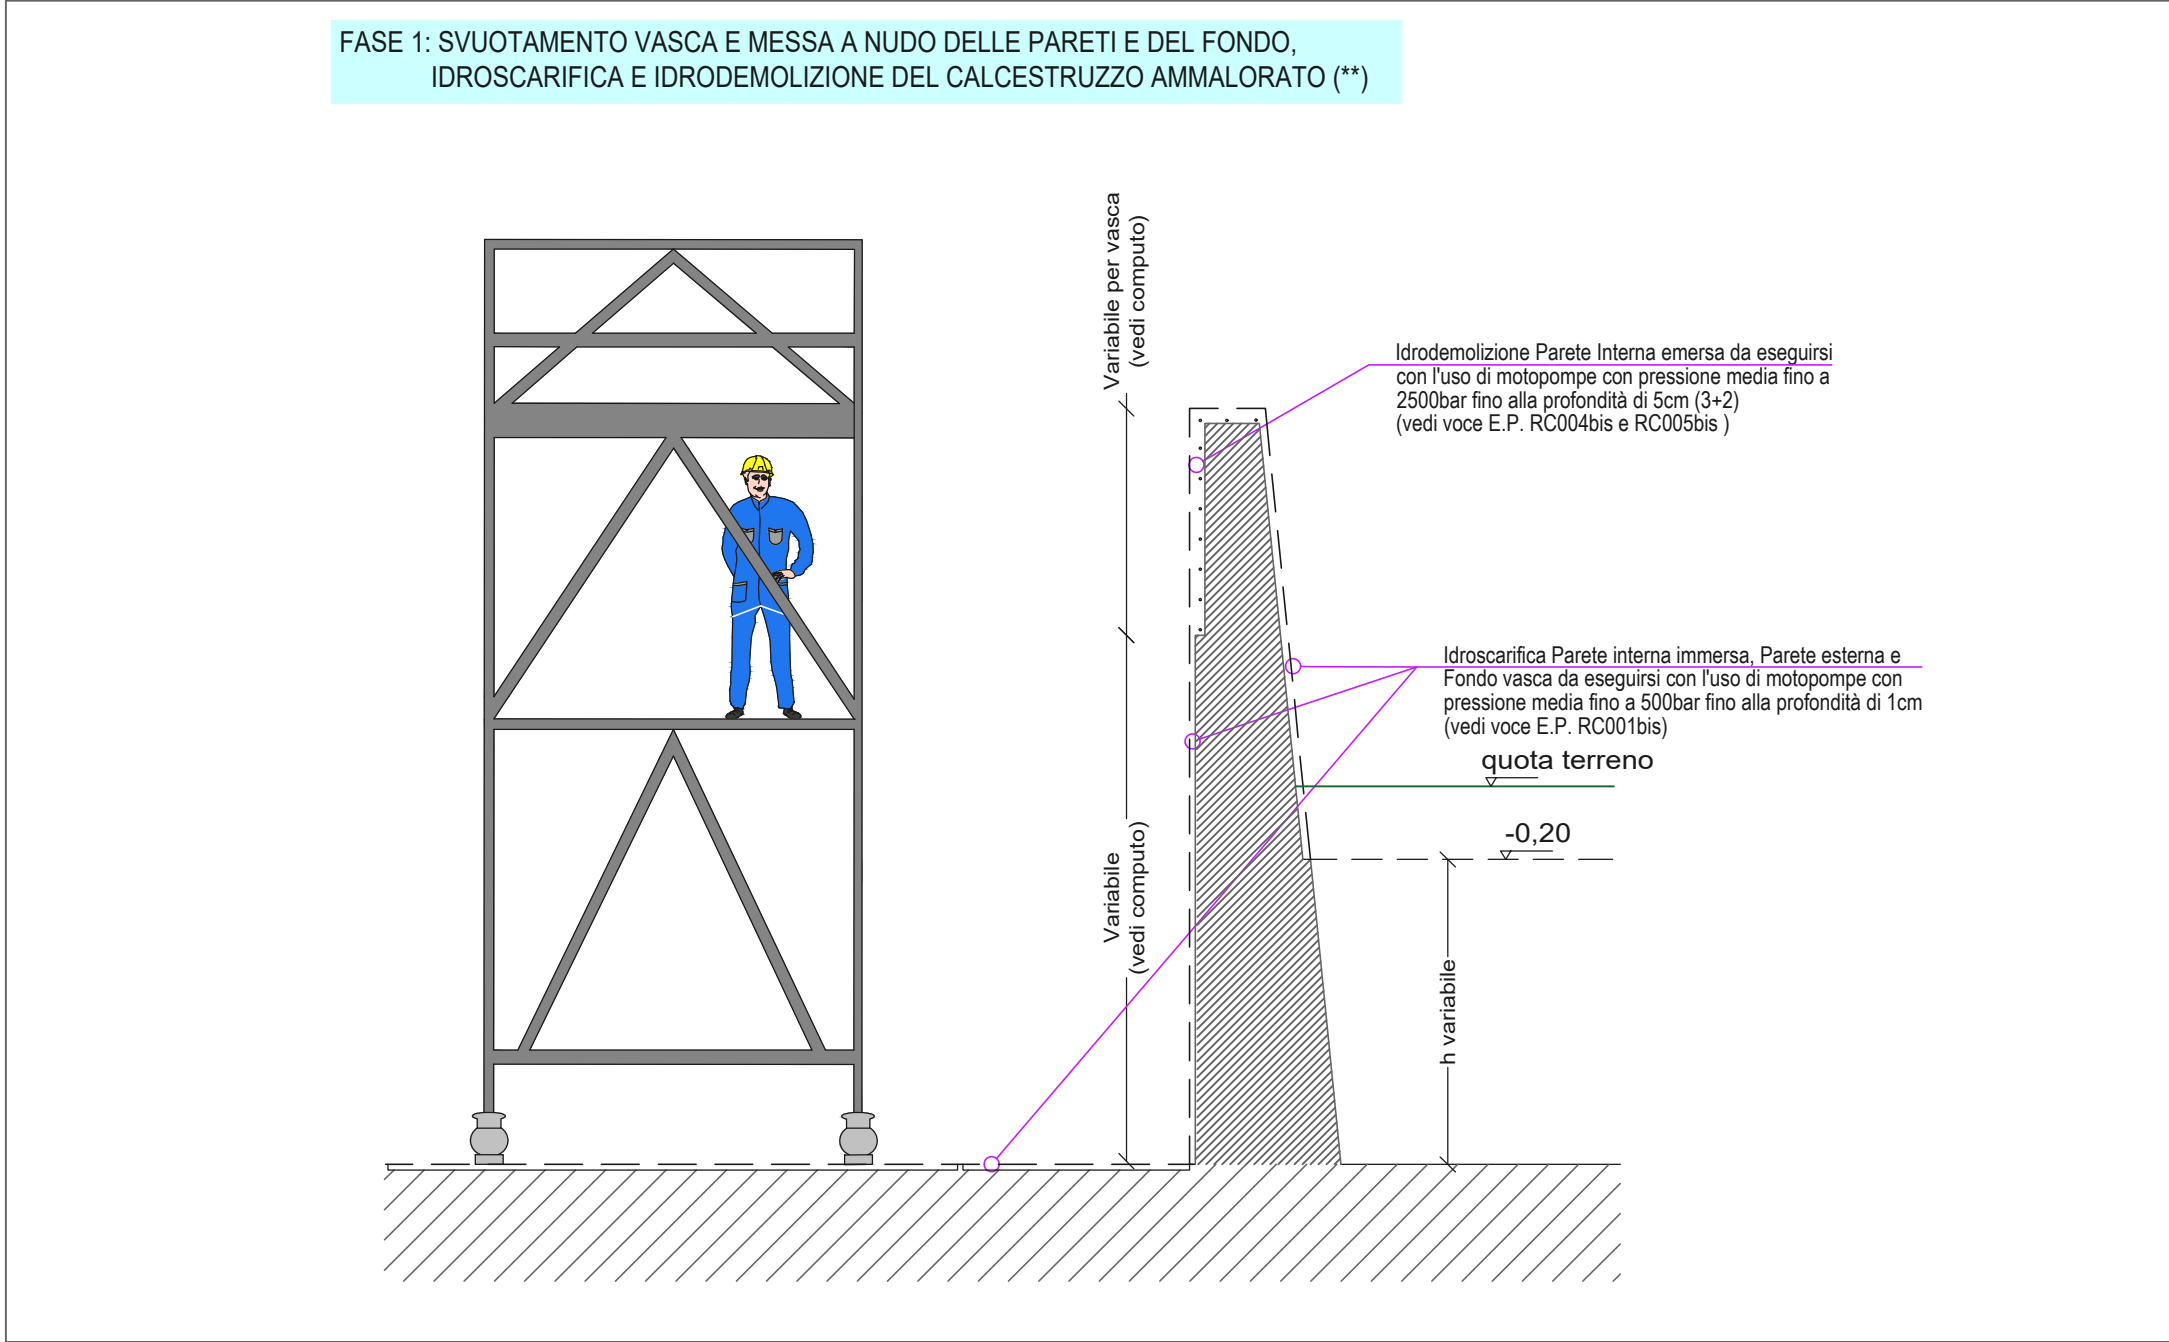 FASE 1: SVUOTAMENTO VASCA E MESSA A NUDO DELLE PARETI E DEL FONDO,
IDROSCARIFICA E IDRODEMOLIZIONE DEL CALCESTRUZZO AMMALORATO (**)
Variabile per vasca
(vedi computo)
Idrodemolizione Parete Interna emersa da eseguirsi
con l'uso di motopompe con pressione media fino a
2500bar fino alla profondità di 5cm (3+2)
(vedi voce E.P. RC004bis e RC005bis )
Idroscarifica Parete interna immersa, Parete esterna e
Fondo vasca da eseguirsi con l'uso di motopompe con
pressione media fino a 500bar fino alla profondità di 1cm
(vedi voce E.P. RC001bis)
quota terreno
-0,20
Variabile
(vedi computo)
h variabile